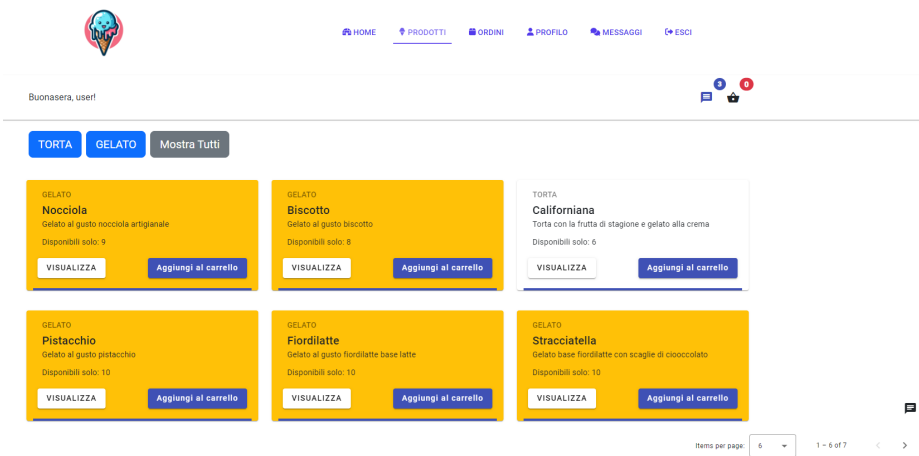 HOME PRODOTTI ORDINI PROFILO MESSAGGI ESCI
Buonasera, user!
3 0
TORTA GELATO Mostra Tutti
GELATO
Nocciola
Gelato al gusto nocciola artigianale
Disponibili solo: 9
VISUALIZZA Aggiungi al carrello
GELATO
Biscotto
Gelato al gusto biscotto
Disponibili solo: 8
VISUALIZZA Aggiungi al carrello
TORTA
Californiana
Torta con la frutta di stagione e gelato alla crema
Disponibili solo: 6
VISUALIZZA Aggiungi al carrello
GELATO
Pistacchio
Gelato al gusto pistacchio
Disponibili solo: 10
VISUALIZZA Aggiungi al carrello
GELATO
Fiordilatte
Gelato al gusto fiordilatte base latte
Disponibili solo: 10
VISUALIZZA Aggiungi al carrello
GELATO
Stracciatella
Gelato base fiordilatte con scaglie di ciooccolato
Disponibili solo: 10
VISUALIZZA Aggiungi al carrello
Items per page: 6 1 – 6 of 7